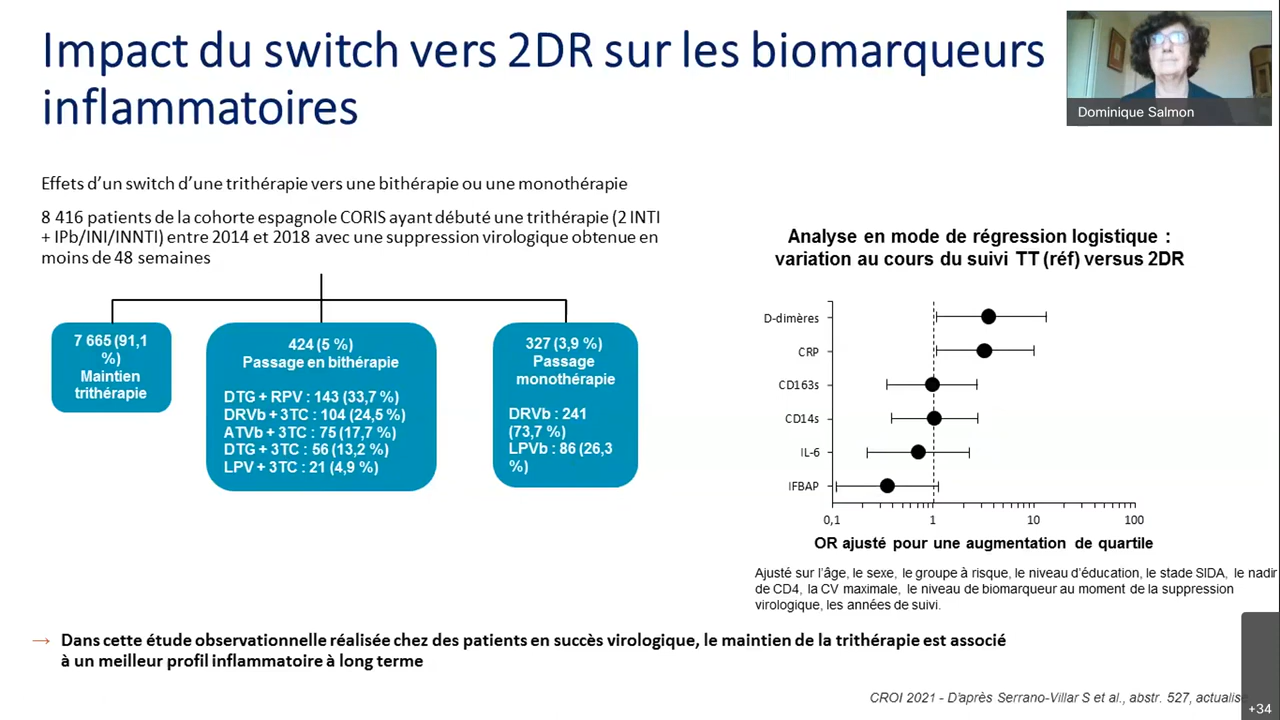 Impact du switch vers 2DR sur les biomarqueurs
inflammatoires
Dominique Salmon
Effets d'un switch d'une trithérapie vers une bithérapie ou une monothérapie
8 416 patients de la cohorte espagnole CORIS ayant débuté une trithérapie (2 INTI
+ IPb/INI/INNTI) entre 2014 et 2018 avec une suppression virologique obtenue en
moins de 48 semaines
7 665 (91,1
%)
Maintien
trithérapie
424 (5 %)
Passage en bithérapie
DTG + RPV : 143 (33,7 %)
DRVb + 3TC : 104 (24,5 %)
ATVb + 3TC : 75 (17,7 %)
DTG + 3TC : 56 (13,2 %)
LPV + 3TC : 21 (4,9 %)
327 (3,9 %)
Passage
monothérapie
DRVb : 241
(73,7 %)
LPVb : 86 (26,3
%)
Analyse en mode de régression logistique :
variation au cours du suivi TT (réf) versus 2DR
D-dimères
CRP
CD163s
CD14s
IL-6
IFBAP
0,1 1 10 100
OR ajusté pour une augmentation de quartile
Ajusté sur l'âge, le sexe, le groupe à risque, le niveau d'éducation, le stade SIDA, le nadir
de CD4, la CV maximale, le niveau de biomarqueur au moment de la suppression
virologique, les années de suivi.
→ Dans cette étude observationnelle réalisée chez des patients en succès virologique, le maintien de la trithérapie est associé
à un meilleur profil inflammatoire à long terme
CROI 2021 - D'après Serrano-Villar S et al., abstr. 527, actualisé
+34